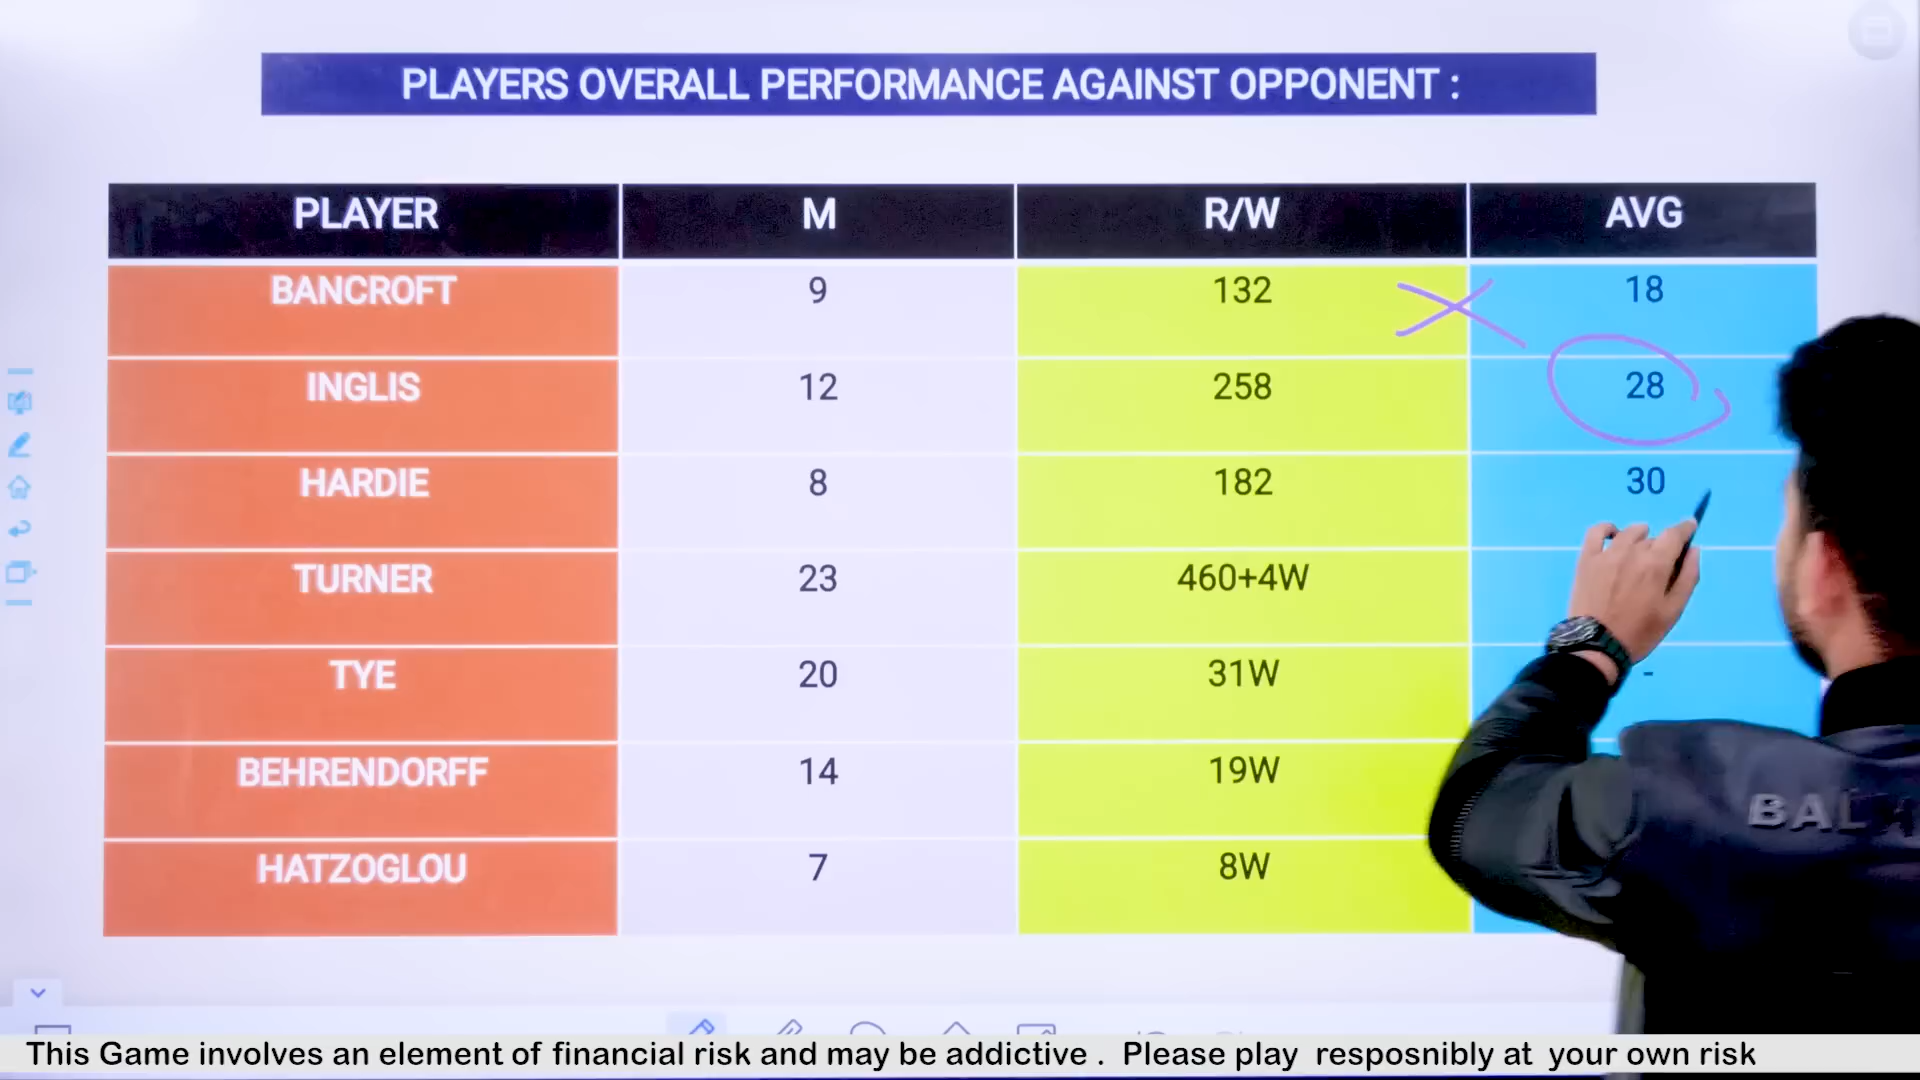 PLAYERS OVERALL PERFORMANCE AGAINST OPPONENT :
PLAYER M R/W AVG
BANCROFT 9 132 18
INGLIS 12 258 28
HARDIE 8 182 30
TURNER 23 460+4W
TYE 20 31W -
BEHRENDORFF 14 19W
HATZOGLOU 7 8W
BAL
This Game involves an element of financial risk and may be addictive . Please play resposnibly at your own risk